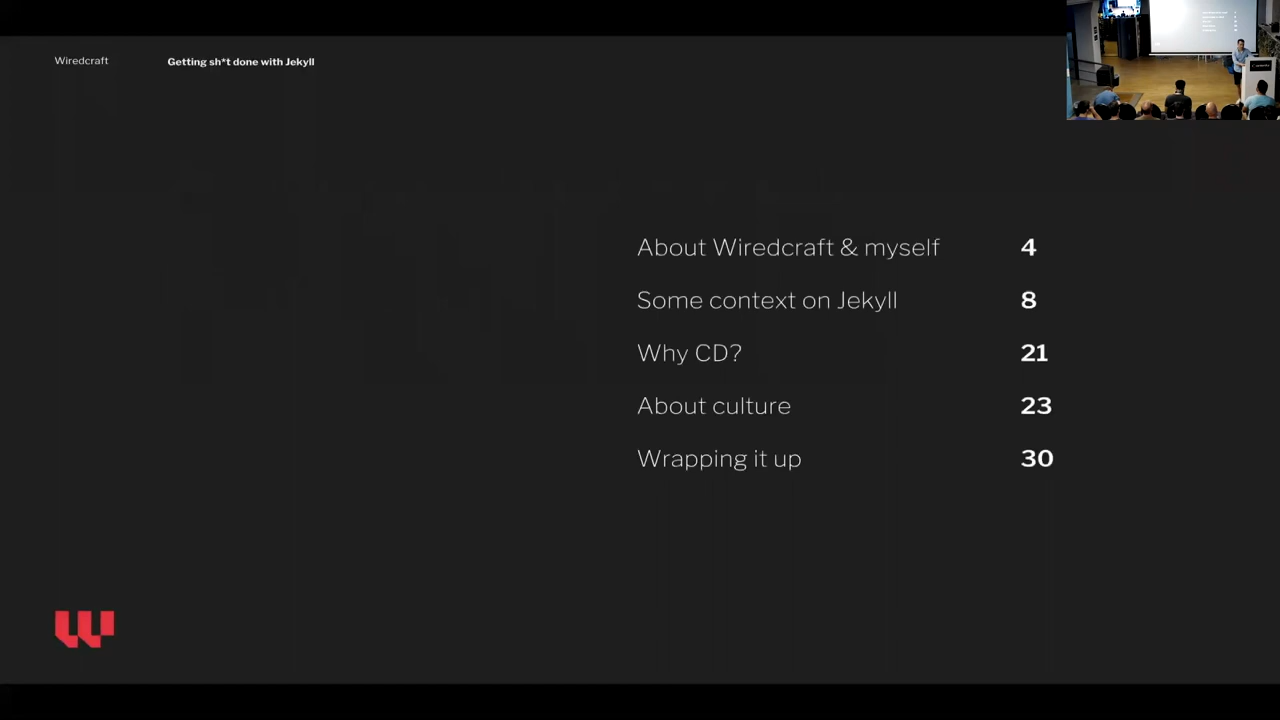 Wiredcraft Getting sh*t done with Jekyll
About Wiredcraft & myself 4
Some context on Jekyll 8
Why CD? 21
About culture 23
Wrapping it up 30